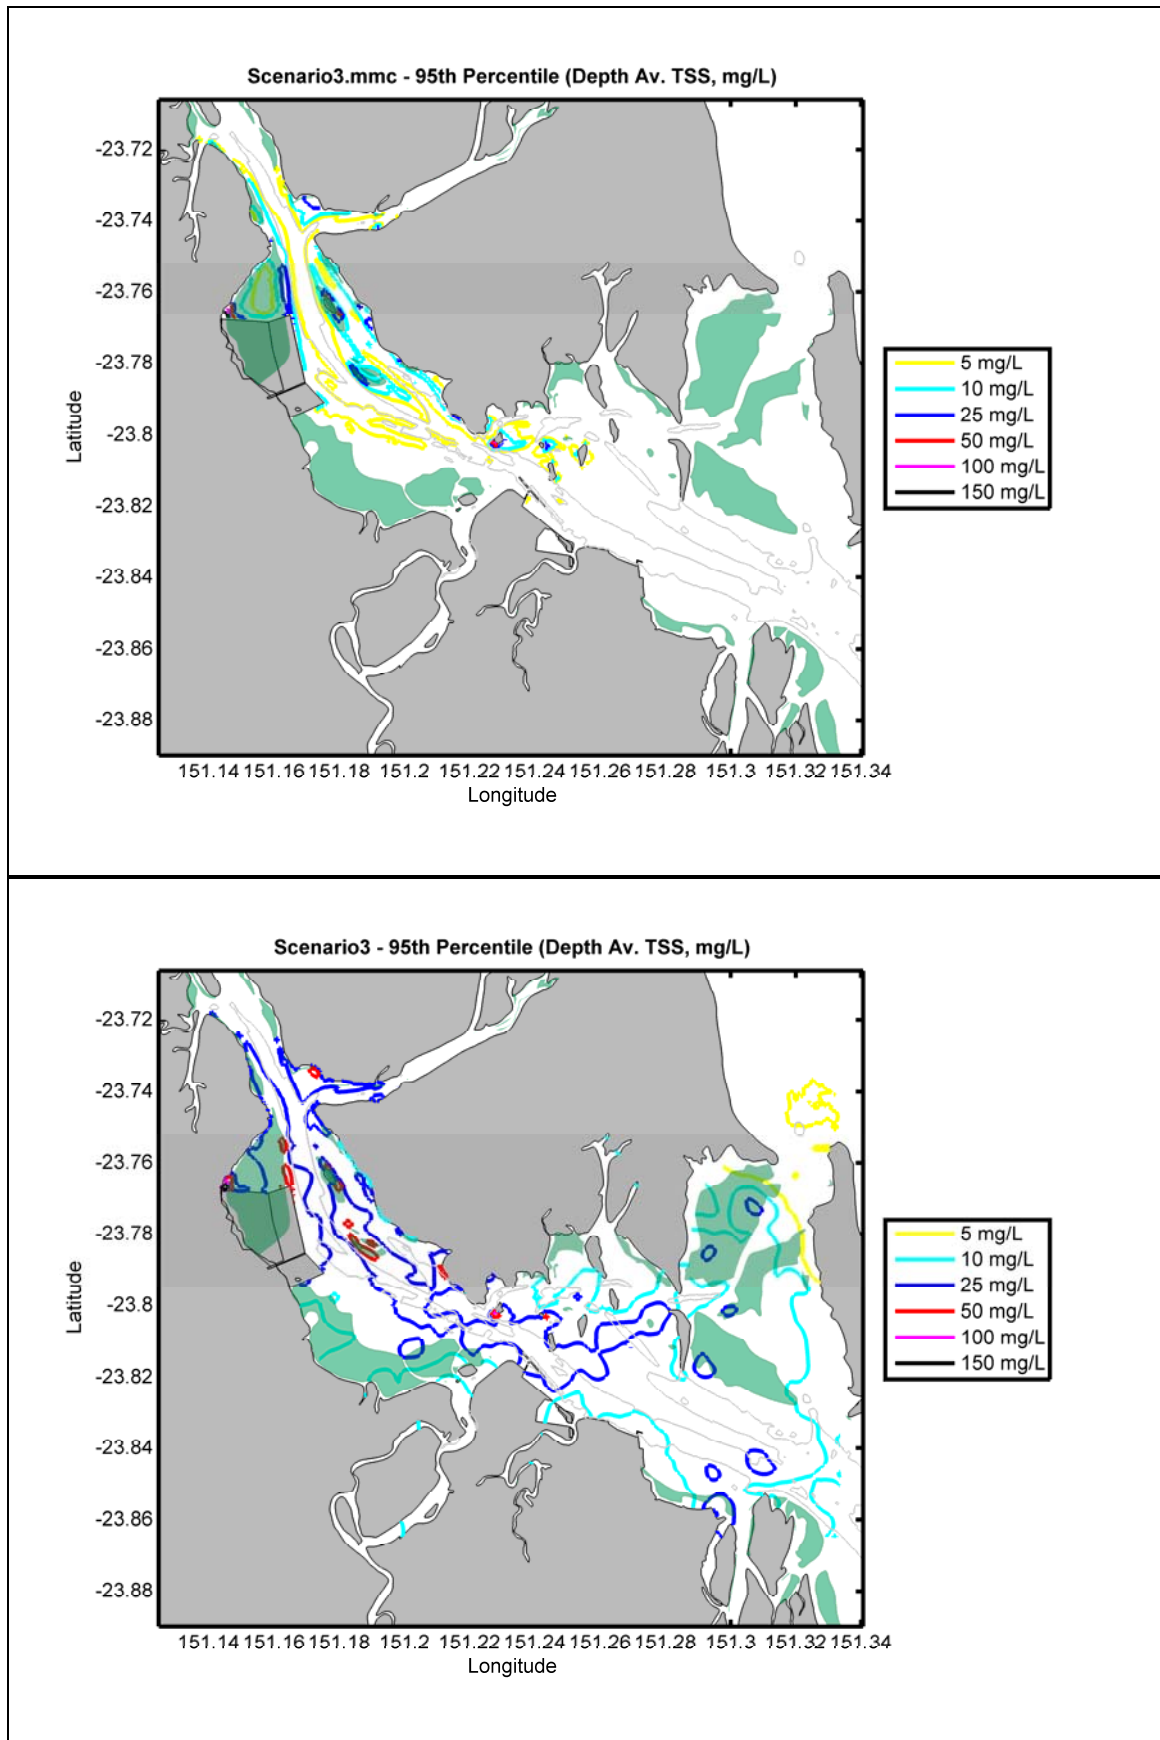 Scenario3.mmc - 95th Percentile (Depth Av. TSS, mg/L)
-23.72
-23.74
-23.76
-23.78
-23.8
-23.82
-23.84
-23.86
-23.88
Latitude
151.14 151.16 151.18 151.2 151.22 151.24 151.26 151.28 151.3 151.32 151.34
Longitude
5 mg/L
10 mg/L
25 mg/L
50 mg/L
100 mg/L
150 mg/L
Scenario3 - 95th Percentile (Depth Av. TSS, mg/L)
-23.72
-23.74
-23.76
-23.78
-23.8
-23.82
-23.84
-23.86
-23.88
Latitude
151.14 151.16 151.18 151.2 151.22 151.24 151.26 151.28 151.3 151.32 151.34
Longitude
5 mg/L
10 mg/L
25 mg/L
50 mg/L
100 mg/L
150 mg/L